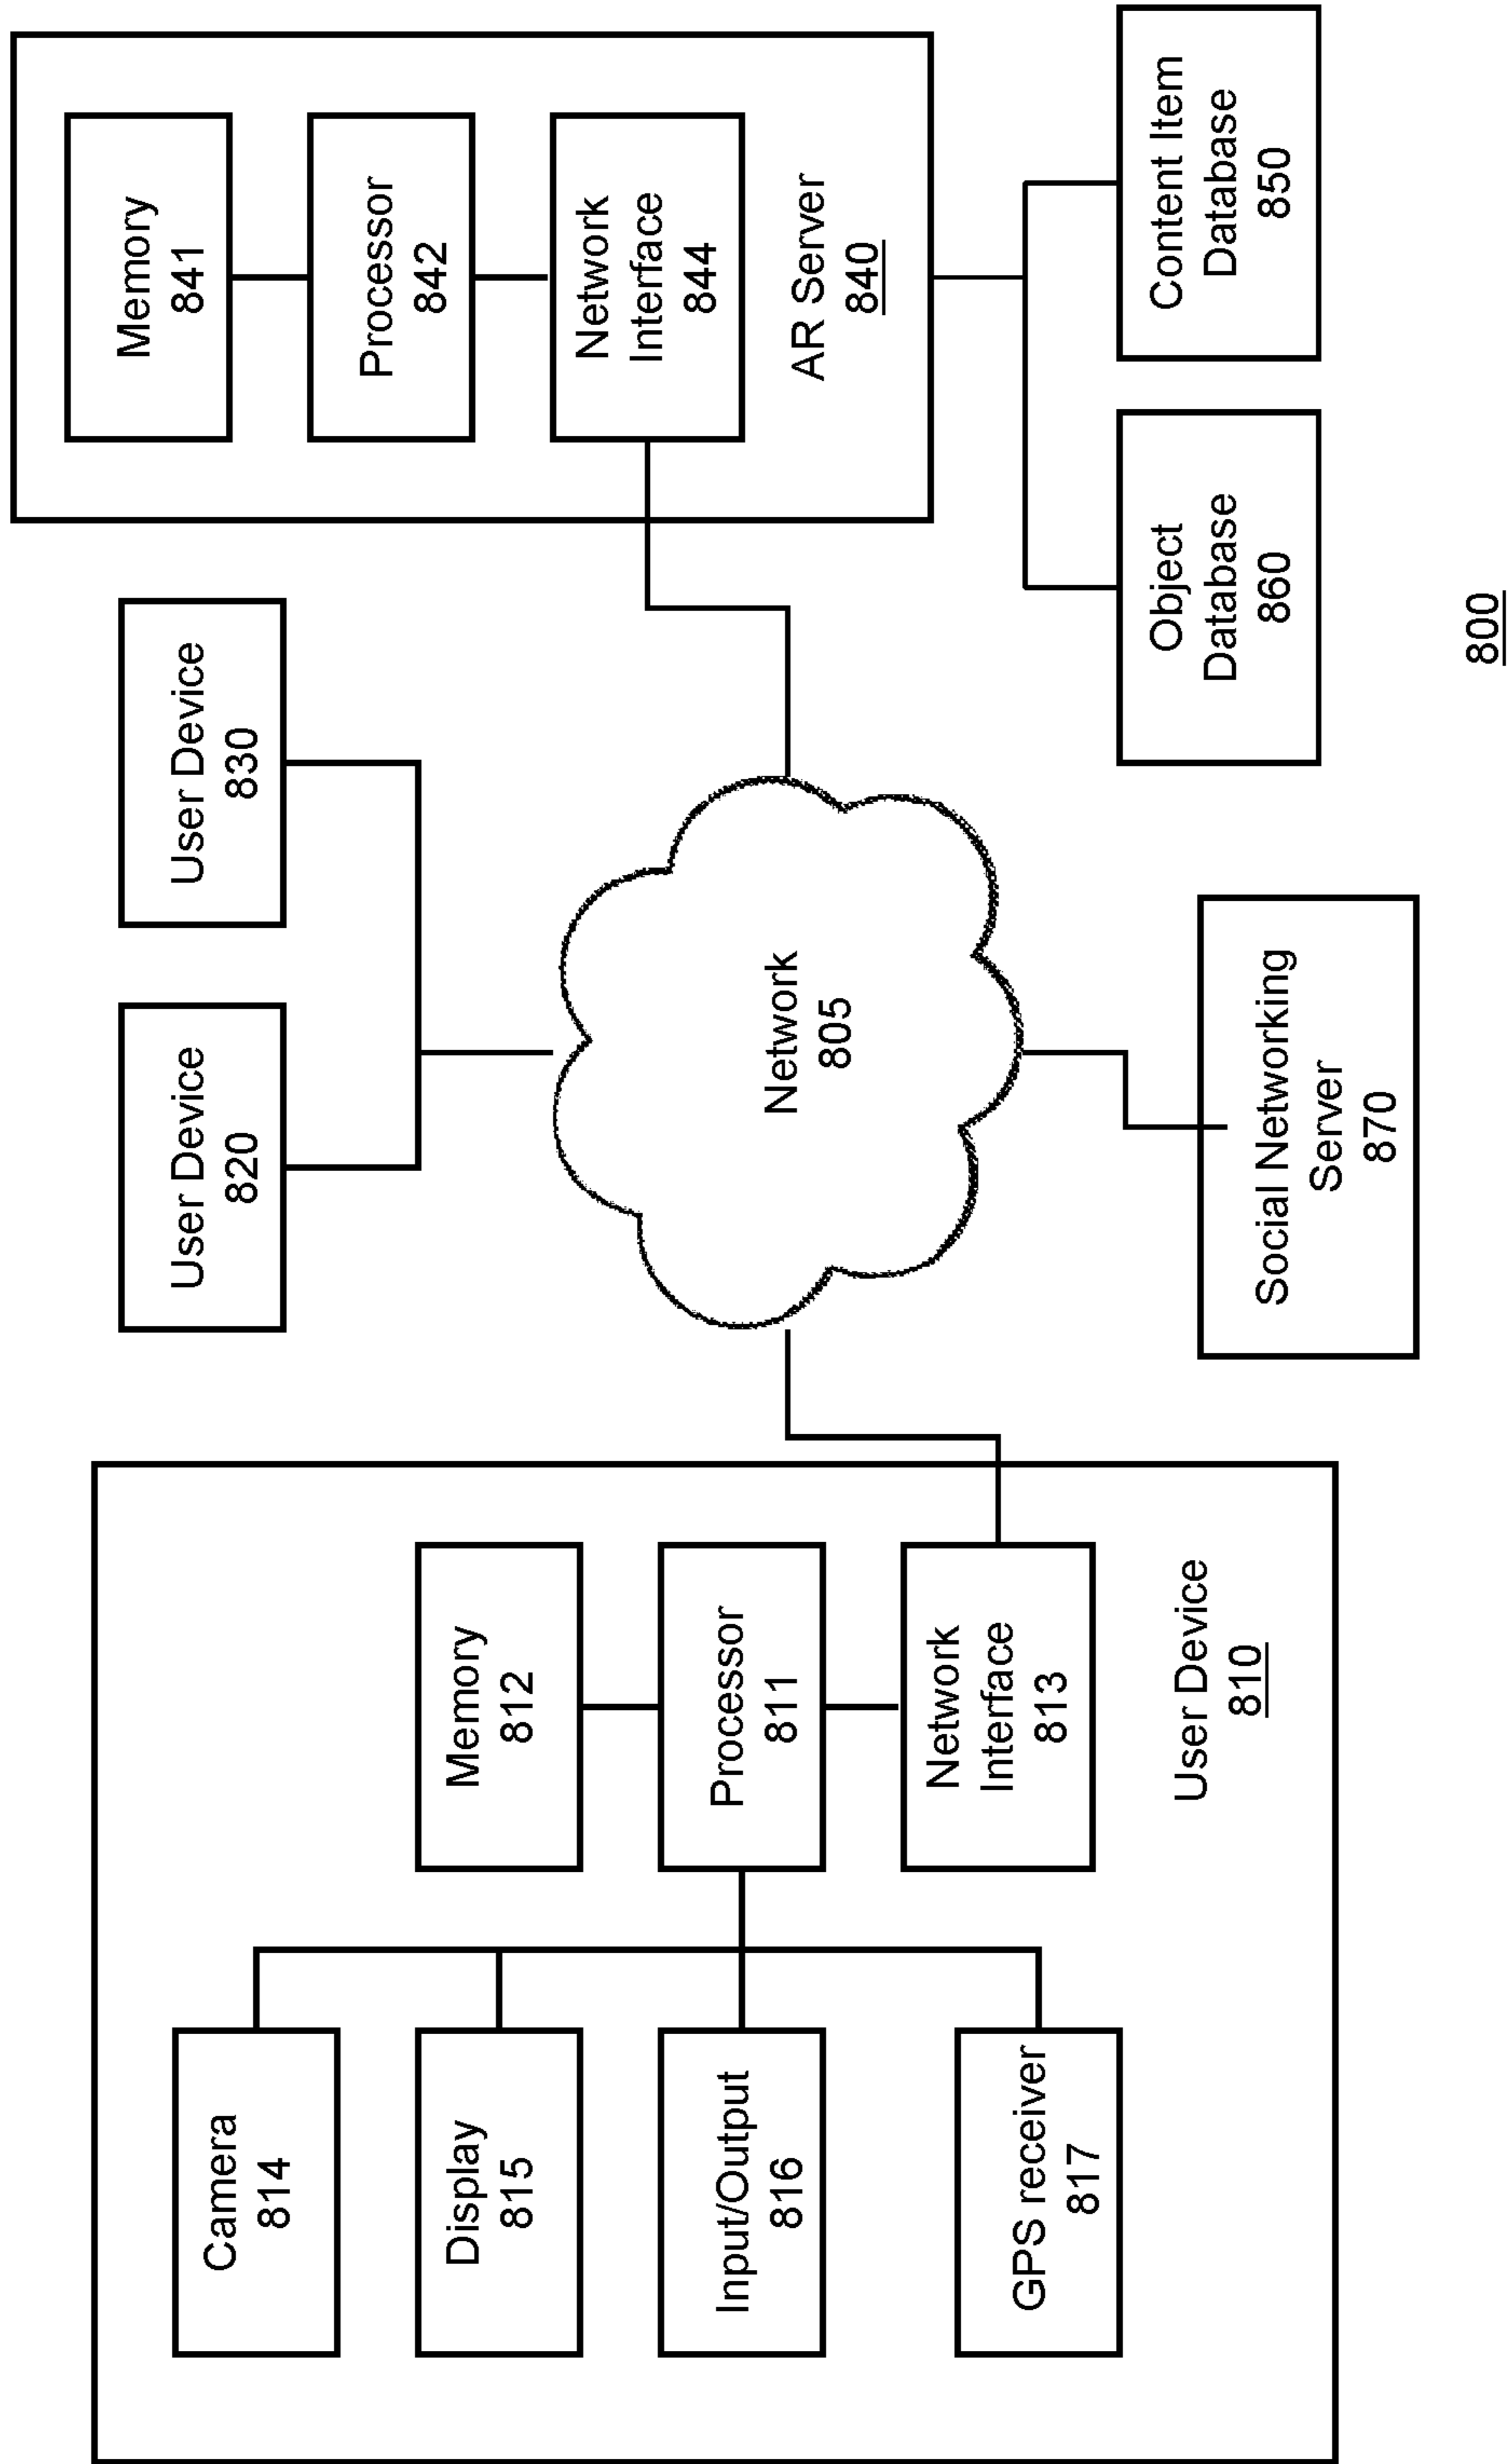 Camera
814
Display
815
Input/Output
816
GPS receiver
817
Memory
812
Processor
811
Network
Interface
813
User Device
810
User Device
820
User Device
830
Network
805
Social Networking
Server
870
Memory
841
Processor
842
Network
Interface
844
AR Server
840
Object
Database
860
Content Item
Database
850
800